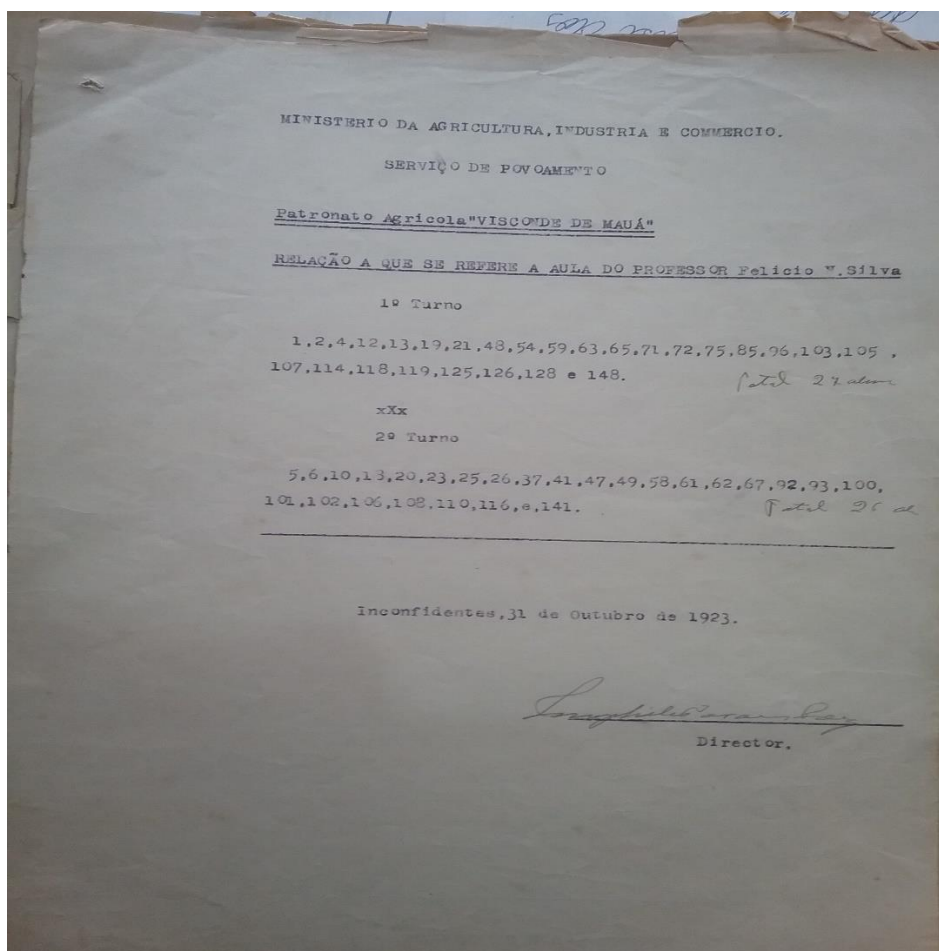 MINISTERIO DA AGRICULTURA,INDUSTRIA E COMMERCIO.
SERVIÇO DE POVOAMENTO
Patronato Agricola"VISCONDE DE MAUÁ"
RELAÇÃO A QUE SE REFERE A AULA DO PROFESSOR Felicio V.Silva
1º Turno
1,2,4,12,13,19,21,48,54,59,63,65,71,72,75,85,96,103,105 ,
107,114,118,119,125,126,128 e 148. Total 27
xXx
2º Turno
5,6,10,13,20,23,25,26,37,41,47,49,58,61,62,67,92,93,100,
101,102,106,108,110,116,e,141. Total
Inconfidentes,31 de Outubro de 1923.
Director.